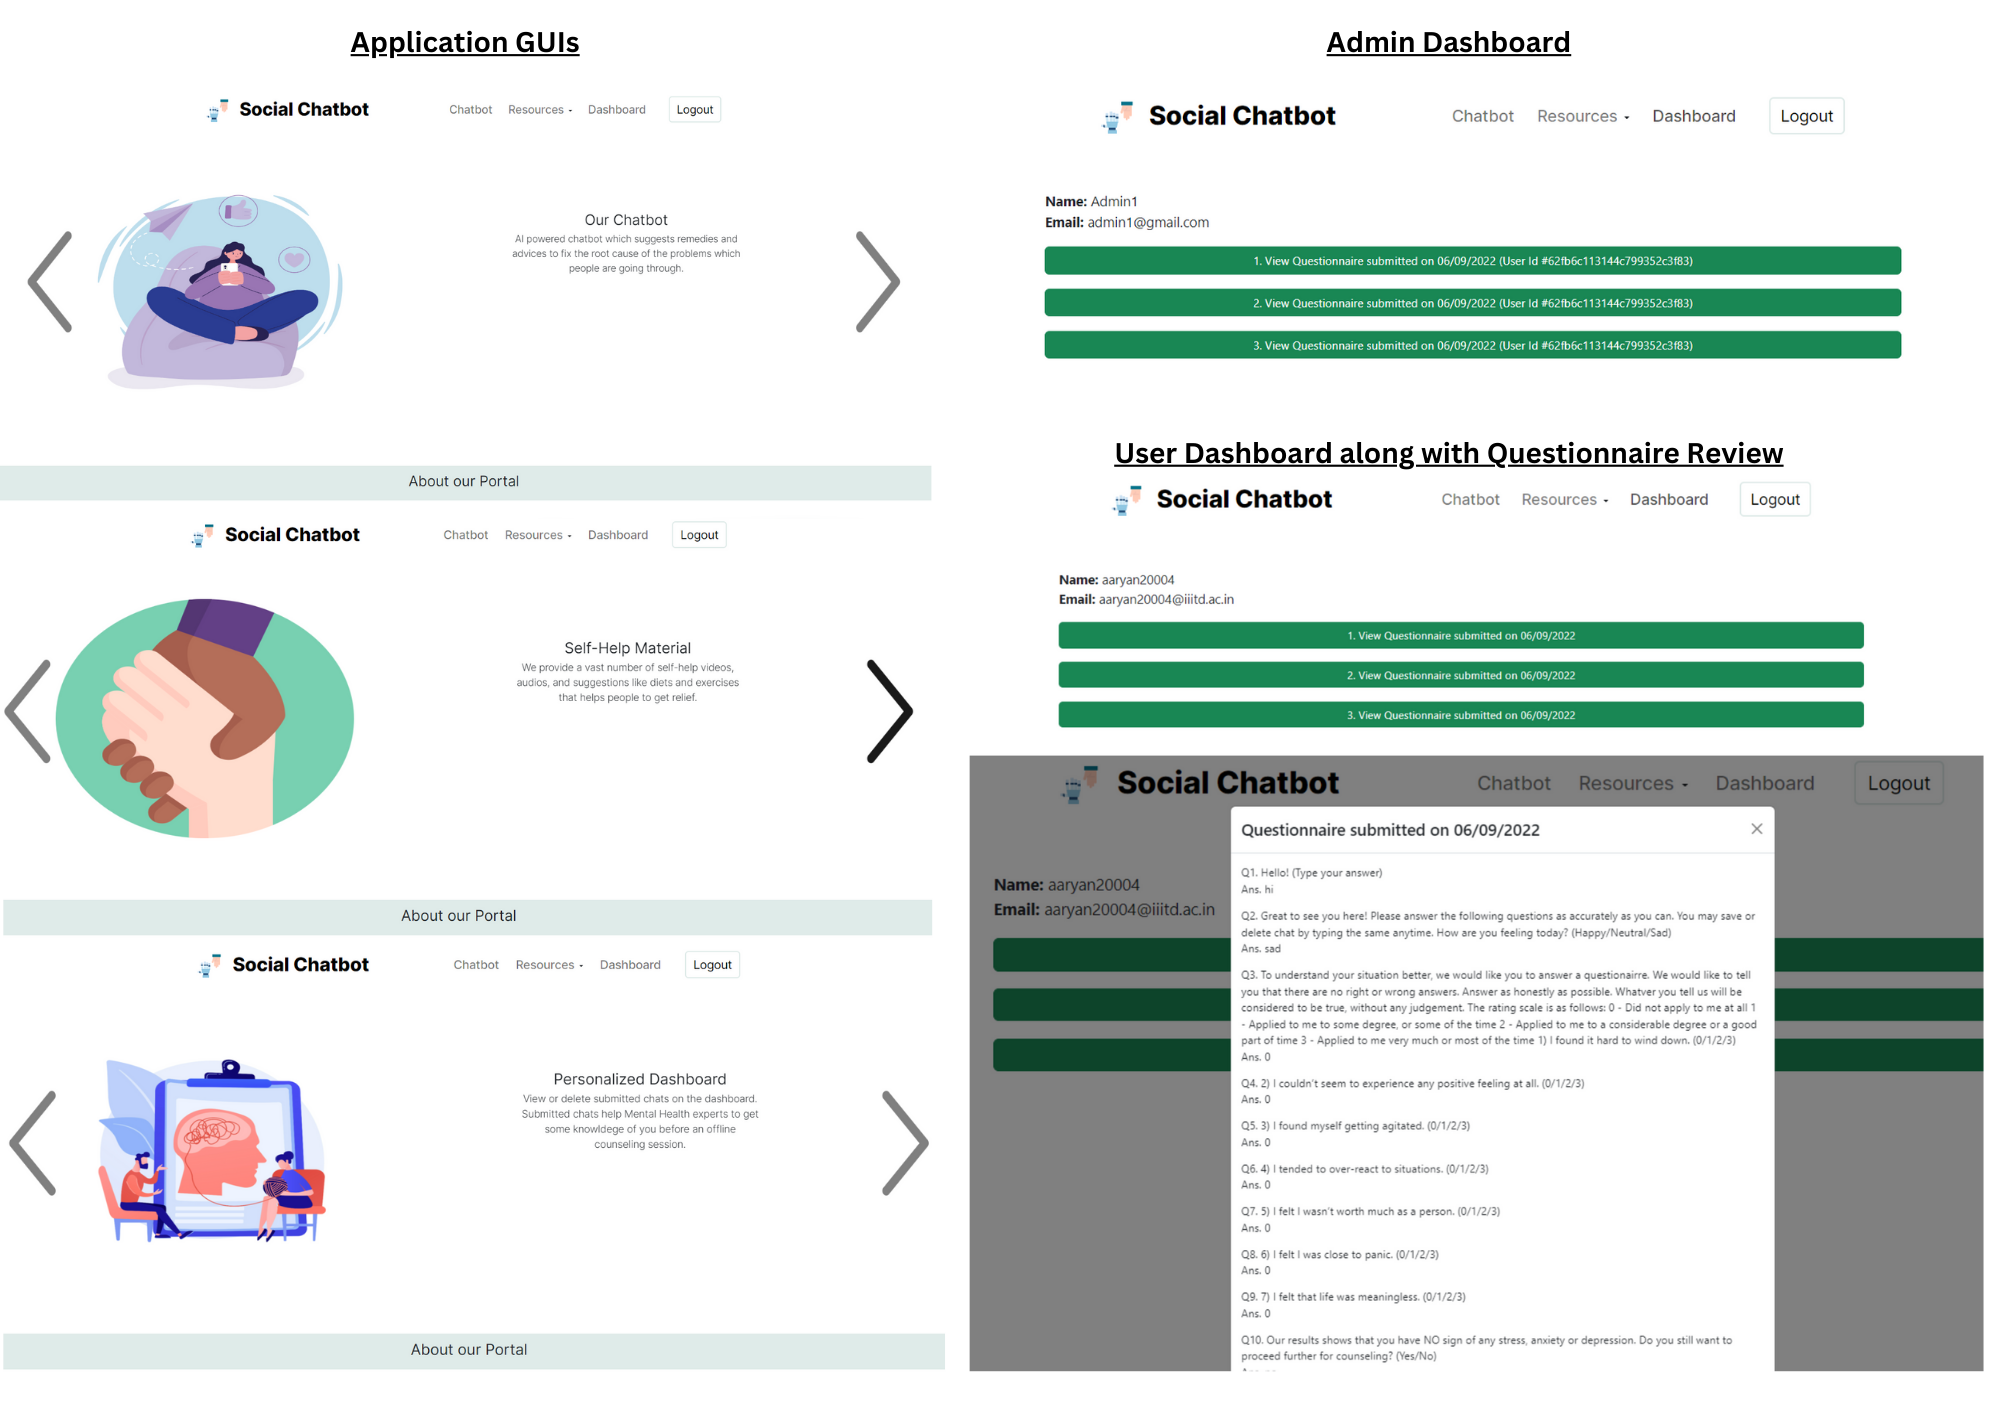 Application GUIs
Social Chatbot
Chatbot Resources Dashboard Logout
Our Chatbot
AI powered chatbot which suggests remedies and
advices to fix the root cause of the problems which
people are going through.
About our Portal
Social Chatbot
Chatbot Resources Dashboard Logout
Self-Help Material
We provide a vast number of self-help videos,
audios, and suggestions like diets and exercises
that helps people to get relief.
About our Portal
Social Chatbot
Chatbot Resources Dashboard Logout
Personalized Dashboard
View or delete submitted chats on the dashboard.
Submitted chats help Mental Health experts to get
some knowldege of you before an offline
counseling session.
About our Portal
Admin Dashboard
Social Chatbot
Chatbot Resources Dashboard Logout
Name: Admin1
Email: admin1@gmail.com
1. View Questionnaire submitted on 06/09/2022 (User Id #62fb6c113144c799352c3f83)
2. View Questionnaire submitted on 06/09/2022 (User Id #62fb6c113144c799352c3f83)
3. View Questionnaire submitted on 06/09/2022 (User Id #62fb6c113144c799352c3f83)
User Dashboard along with Questionnaire Review
Social Chatbot
Chatbot Resources Dashboard Logout
Name: aaryan20004
Email: aaryan20004@iiitd.ac.in
1. View Questionnaire submitted on 06/09/2022
2. View Questionnaire submitted on 06/09/2022
3. View Questionnaire submitted on 06/09/2022
Social Chatbot
Chatbot Resources Dashboard Logout
Name: aaryan20004
Email: aaryan20004@iiitd.ac.in
Questionnaire submitted on 06/09/2022
Q1. Hello! (Type your answer)
Ans. hi
Q2. Great to see you here! Please answer the following questions as accurately as you can. You may save or
delete chat by typing the same anytime. How are you feeling today? (Happy/Neutral/Sad)
Ans. sad
Q3. To understand your situation better, we would like you to answer a questionairre. We would like to tell
you that there are no right or wrong answers. Answer as honestly as possible. Whatver you tell us will be
considered to be true, without any judgement. The rating scale is as follows: 0 - Did not apply to me at all 1
- Applied to me to some degree, or some of the time 2 - Applied to me to a considerable degree or a good
part of time 3 - Applied to me very much or most of the time 1) I found it hard to wind down. (0/1/2/3)
Ans. 0
Q4. 2) I couldn't seem to experience any positive feeling at all. (0/1/2/3)
Ans. 0
Q5. 3) I found myself getting agitated. (0/1/2/3)
Ans. 0
Q6. 4) I tended to over-react to situations. (0/1/2/3)
Ans. 0
Q7. 5) I felt I wasn't worth much as a person. (0/1/2/3)
Ans. 0
Q8. 6) I felt I was close to panic. (0/1/2/3)
Ans. 0
Q9. 7) I felt that life was meaningless. (0/1/2/3)
Ans. 0
Q10. Our results shows that you have NO sign of any stress, anxiety or depression. Do you still want to
proceed further for counseling? (Yes/No)